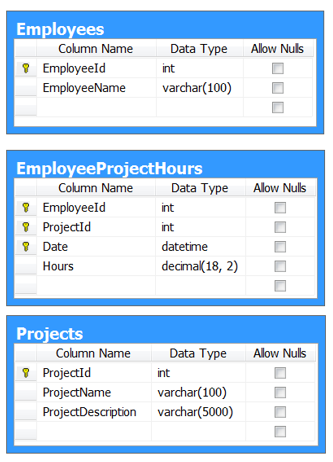 Employees
Column Name Data Type Allow Nulls
EmployeeId int
EmployeeName varchar(100)
EmployeeProjectHours
Column Name Data Type Allow Nulls
EmployeeId int
ProjectId int
Date datetime
Hours decimal(18, 2)
Projects
Column Name Data Type Allow Nulls
ProjectId int
ProjectName varchar(100)
ProjectDescription varchar(5000)